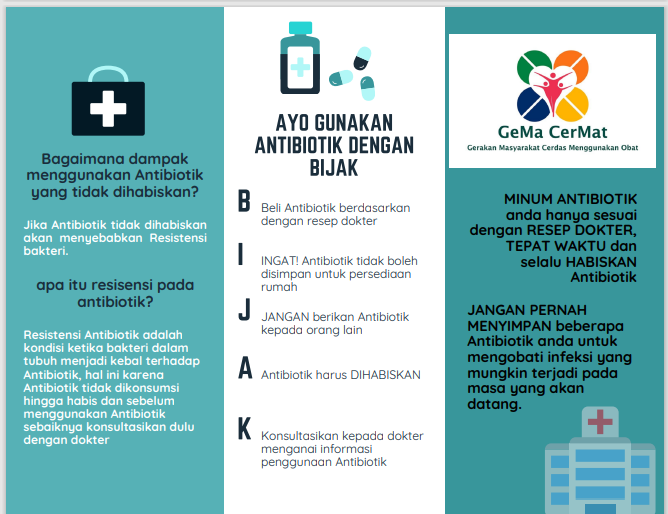 Bagaimana dampak
menggunakan Antibiotik
yang tidak dihabiskan?
Jika Antibiotik tidak dihabiskan
akan menyebabkan Resistensi
bakteri.
apa itu resisensi pada
antibiotik?
Resistensi Antibiotik adalah
kondisi ketika bakteri dalam
tubuh menjadi kebal terhadap
Antibiotik, hal ini karena
Antibiotik tidak dikonsumsi
hingga habis dan sebelum
menggunakan Antibiotik
sebaiknya konsultasikan dulu
dengan dokter
AYO GUNAKAN
ANTIBIOTIK DENGAN
BIJAK
B
Beli Antibiotik berdasarkan
dengan resep dokter
I
INGAT! Antibiotik tidak boleh
disimpan untuk persediaan
rumah
J
JANGAN berikan Antibiotik
kepada orang lain
A
Antibiotik harus DIHABISKAN
K
Konsultasikan kepada dokter
menganai informasi
penggunaan Antibiotik
GeMa CerMat
Gerakan Masyarakat Cerdas Menggunakan Obat
MINUM ANTIBIOTIK
anda hanya sesuai
dengan RESEP DOKTER,
TEPAT WAKTU dan
selalu HABISKAN
Antibiotik
JANGAN PERNAH
MENYIMPAN beberapa
Antibiotik anda untuk
mengobati infeksi yang
mungkin terjadi pada
masa yang akan
datang.